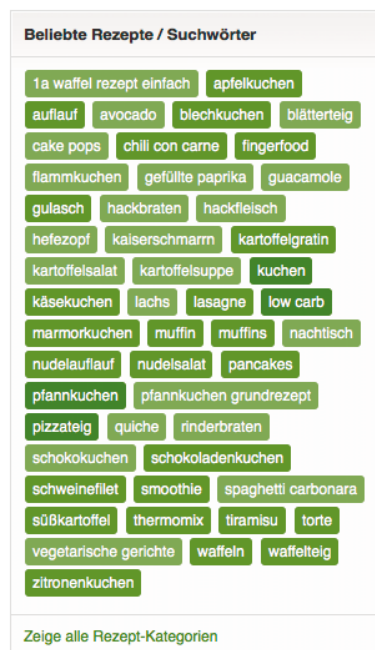 Beliebte Rezepte / Suchwörter
1a waffel rezept einfach apfelkuchen
auflauf avocado blechkuchen blätterteig
cake pops chili con carne fingerfood
flammkuchen gefüllte paprika guacamole
gulasch hackbraten hackfleisch
hefezopf kaiserschmarrn kartoffelgratin
kartoffelsalat kartoffelsuppe kuchen
käsekuchen lachs lasagne low carb
marmorkuchen muffin muffins nachtisch
nudelauflauf nudelsalat pancakes
pfannkuchen pfannkuchen grundrezept
pizzateig quiche rinderbraten
schokokuchen schokoladenkuchen
schweinefilet smoothie spaghetti carbonara
süßkartoffel thermomix tiramisu torte
vegetarische gerichte waffeln waffelteig
zitronenkuchen
Zeige alle Rezept-Kategorien